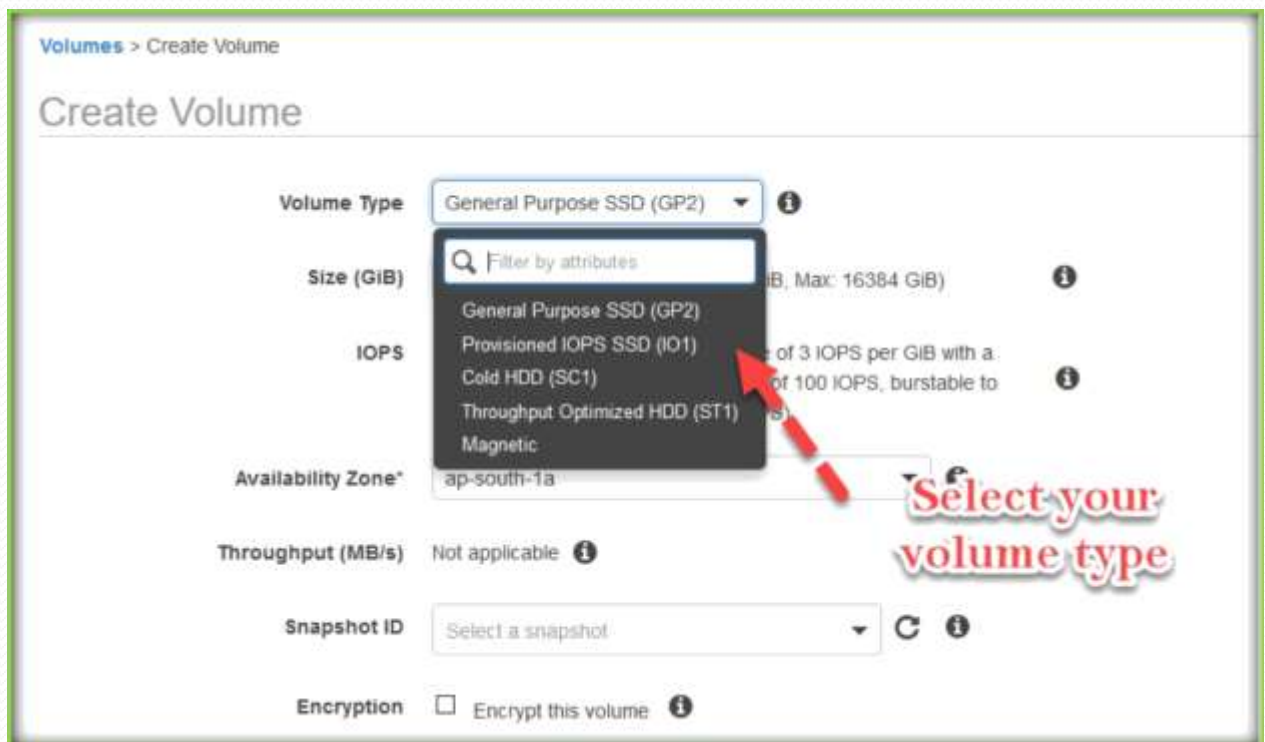 Volumes > Create Volume
Create Volume
Volume Type General Purpose SSD (GP2)
Filter by attributes
Size (GiB) Max: 16384 GiB)
General Purpose SSD (GP2)
IOPS Provisioned IOPS SSD (IO1) of 3 IOPS per GiB with a
Cold HDD (SC1) of 100 IOPS, burstable to
Throughput Optimized HDD (ST1)
Magnetic
Availability Zone* ap-south-1a
Select your
volume type
Throughput (MB/s) Not applicable
Snapshot ID Select a snapshot
Encryption Encrypt this volume